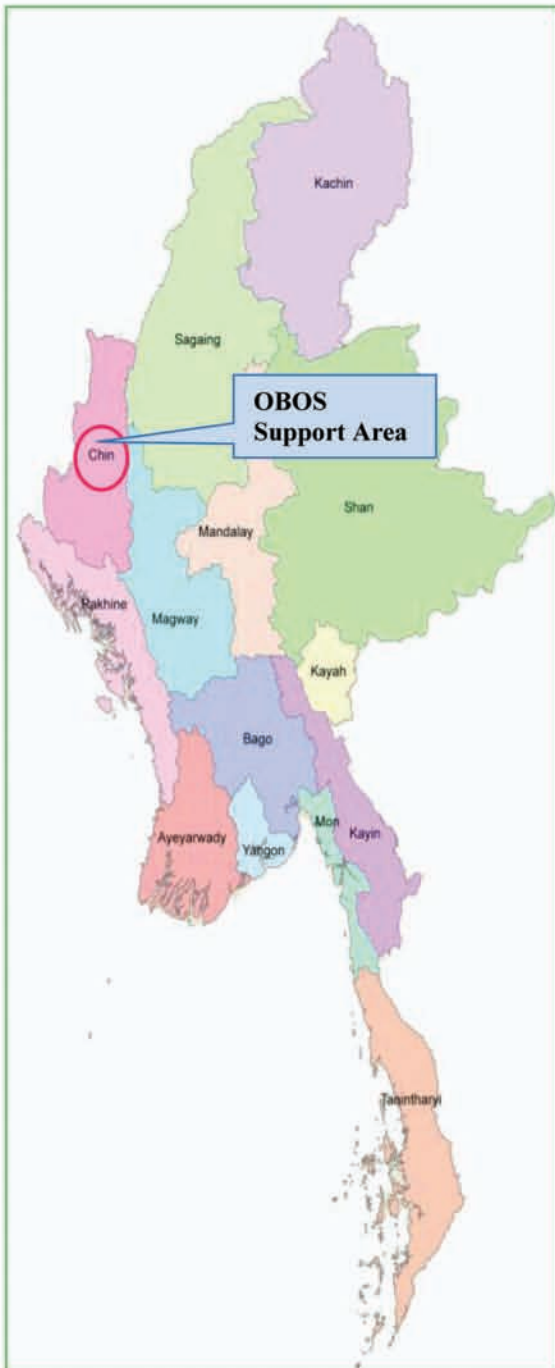 Kachin
Sagaing
OBOS
Support Area
Chin
Shan
Mandalay
Rakhine
Magway
Kayah
Bago
Mon
Kayin
Ayeyarwady
Yangon
Tanintharyi